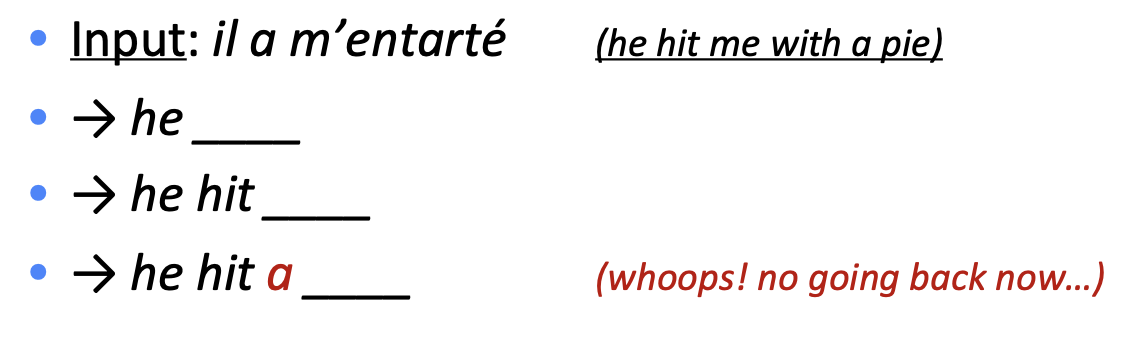 • Input: il a m’entarté (he hit me with a pie)
• → he ____
• → he hit ____
• → he hit a ____ (whoops! no going back now…)